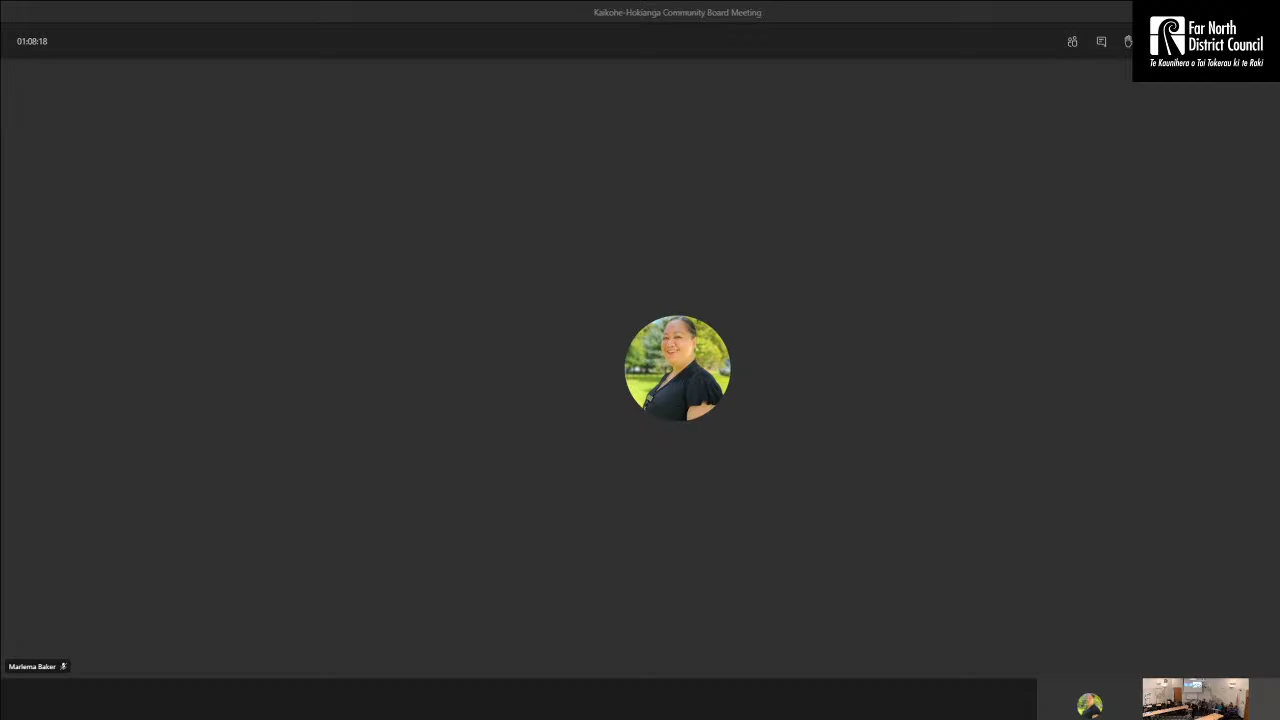 Kaikohe-Hokianga Community Board Meeting
01:08:18
Far North
District Council
Te Kaunihera o Tai Tokerau ki te Raki
Marlema Baker